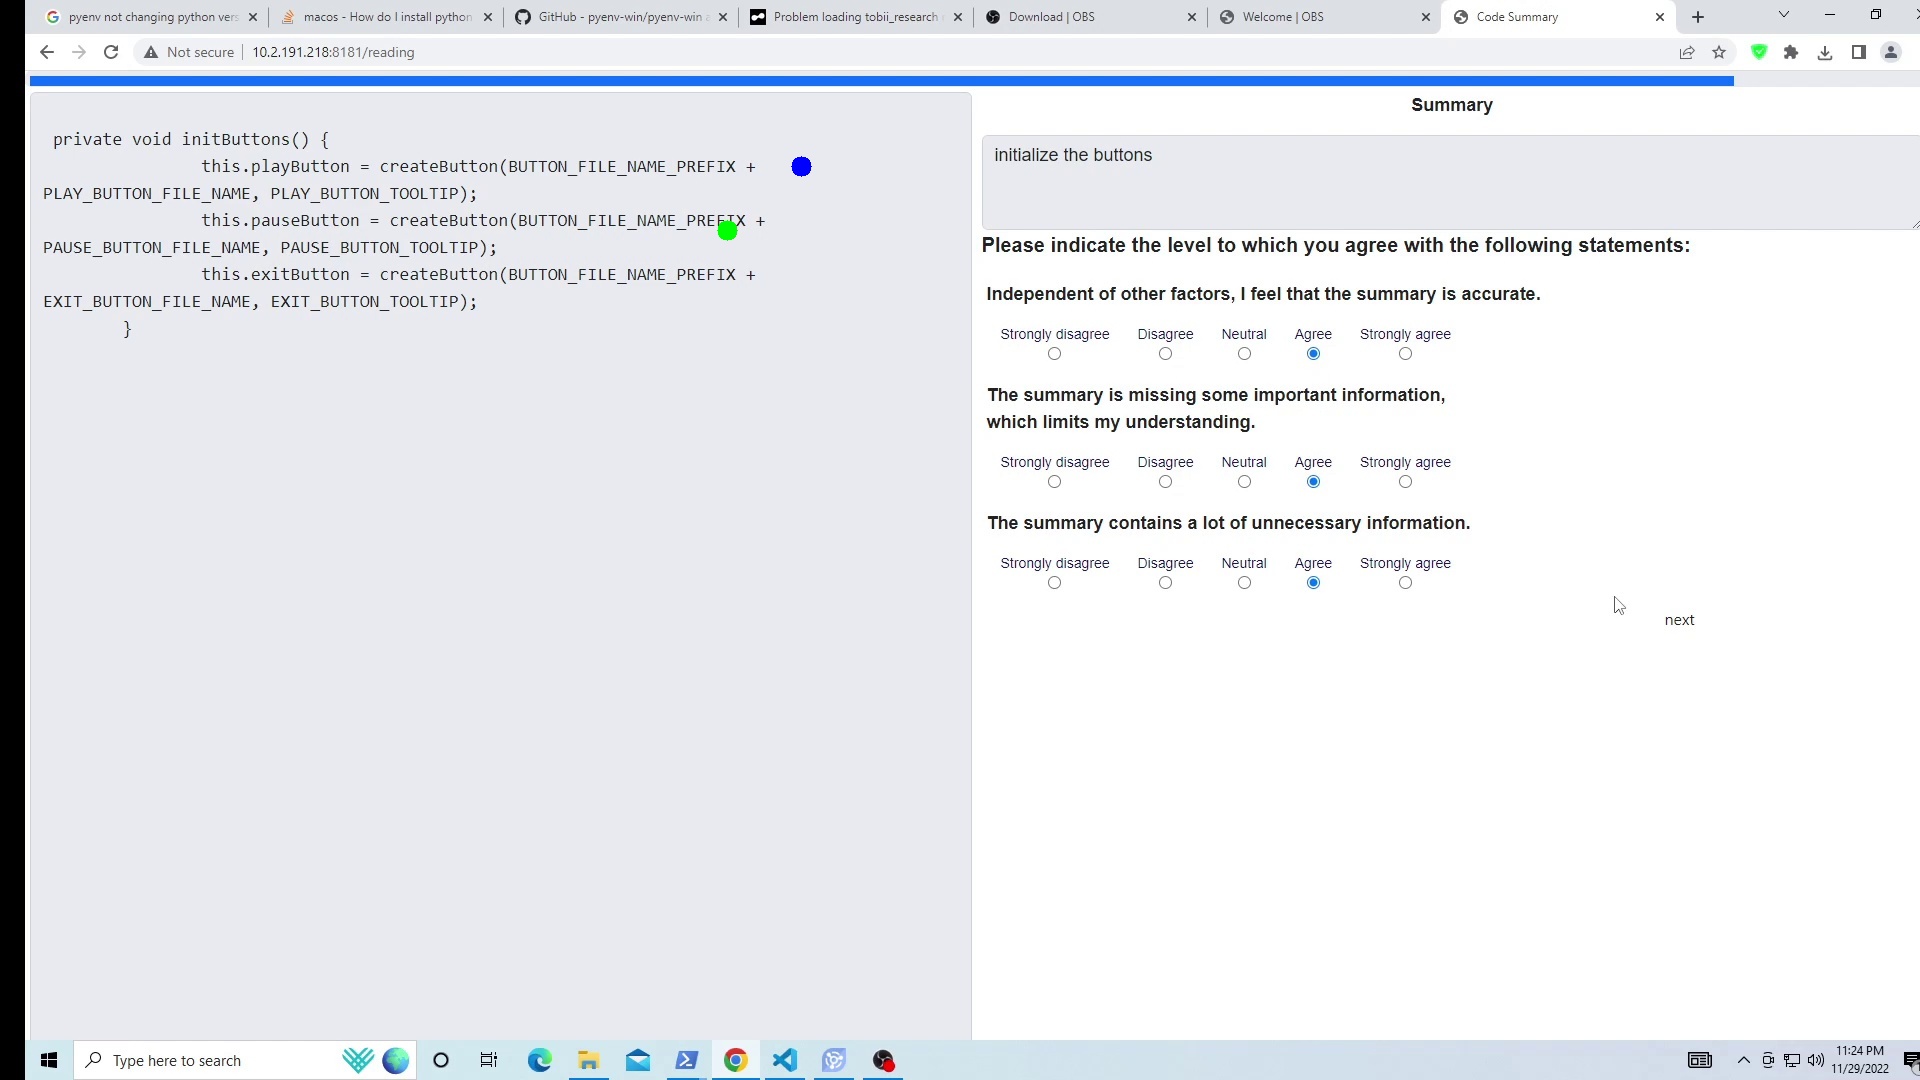 pyenv not changing python vers
macos - How do I install python
GitHub - pyenv-win/pyenv-win a
Problem loading tobii_research
Download | OBS
Welcome | OBS
Code Summary
Not secure
10.2.191.218:8181/reading
private void initButtons() {
this.playButton = createButton(BUTTON_FILE_NAME_PREFIX +
PLAY_BUTTON_FILE_NAME, PLAY_BUTTON_TOOLTIP);
this.pauseButton = createButton(BUTTON_FILE_NAME_PREFIX +
PAUSE_BUTTON_FILE_NAME, PAUSE_BUTTON_TOOLTIP);
this.exitButton = createButton(BUTTON_FILE_NAME_PREFIX +
EXIT_BUTTON_FILE_NAME, EXIT_BUTTON_TOOLTIP);
}
Summary
initialize the buttons
Please indicate the level to which you agree with the following statements:
Independent of other factors, I feel that the summary is accurate.
Strongly disagree Disagree Neutral Agree Strongly agree
The summary is missing some important information,
which limits my understanding.
Strongly disagree Disagree Neutral Agree Strongly agree
The summary contains a lot of unnecessary information.
Strongly disagree Disagree Neutral Agree Strongly agree
next
Type here to search
11:24 PM
11/29/2022